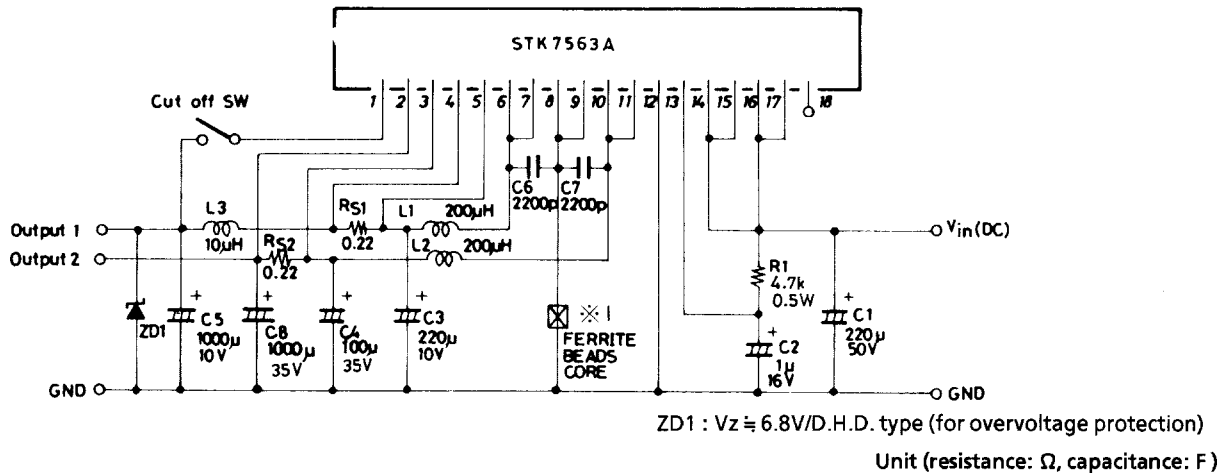 STK7563A
1 2 3 4 5 6 7 8 9 10 11 12 13 14 15 16 17 18
Cut off SW
C6
2200p
C7
2200p
Output 1
L3
10μH
RS1
0.22
L1
200μH
Vin(DC)
Output 2
RS2
0.22
L2
200μH
R1
4.7k
0.5W
ZD1
C5
1000μ
10V
C8
1000μ
35V
C4
100μ
35V
C3
220μ
10V
※1
FERRITE
BEADS
CORE
C2
1μ
16V
C1
220μ
50V
GND
GND
ZD1 : Vz ≒ 6.8V/D.H.D. type (for overvoltage protection)
Unit (resistance: Ω, capacitance: F)